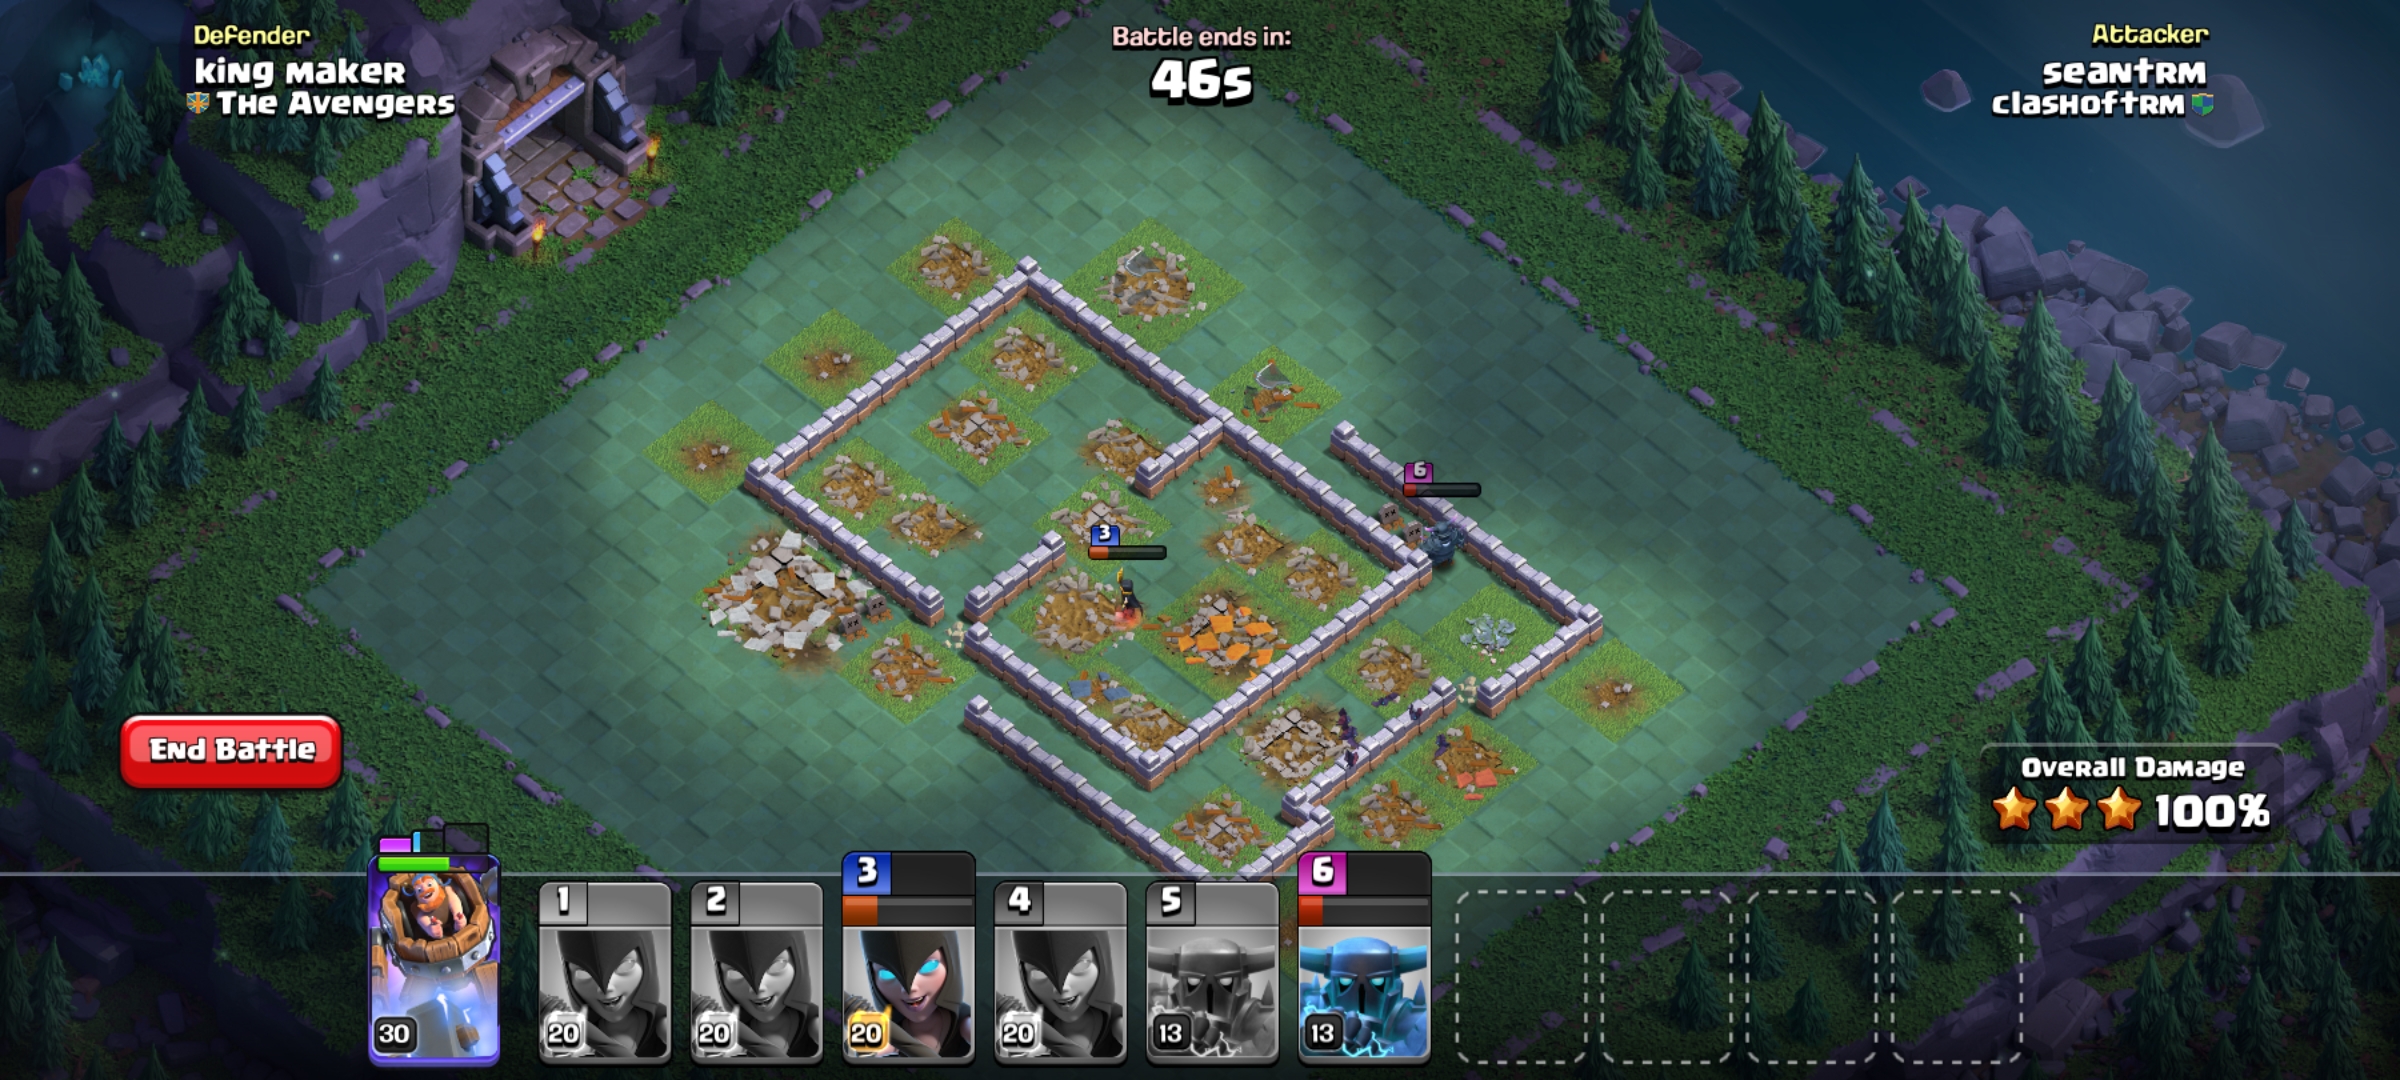 Defender
king maker
The Avengers
Battle ends in:
46s
Attacker
seantrm
clashoftrm
6
3
End Battle
Overall Damage
100%
3
6
1
2
4
5
30
20
20
20
20
13
13